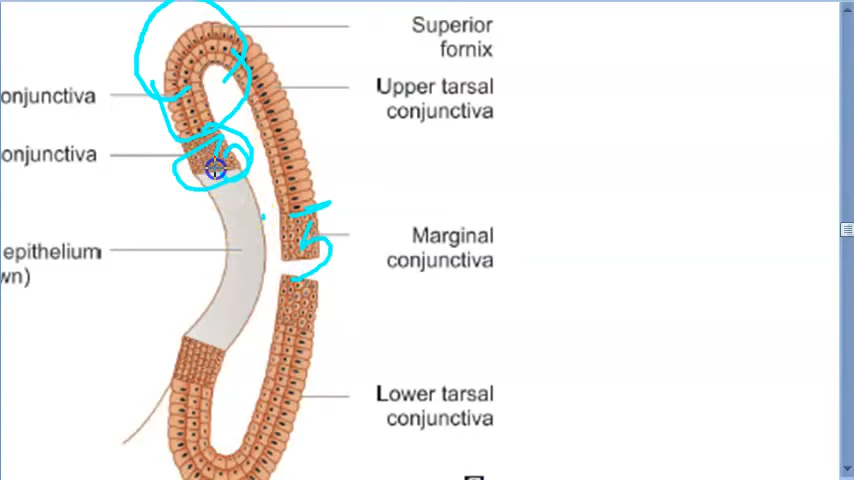 Superior
fornix
Upper tarsal
conjunctiva
onjunctiva
onjunctiva
Marginal
conjunctiva
epithelium
wn)
Lower tarsal
conjunctiva